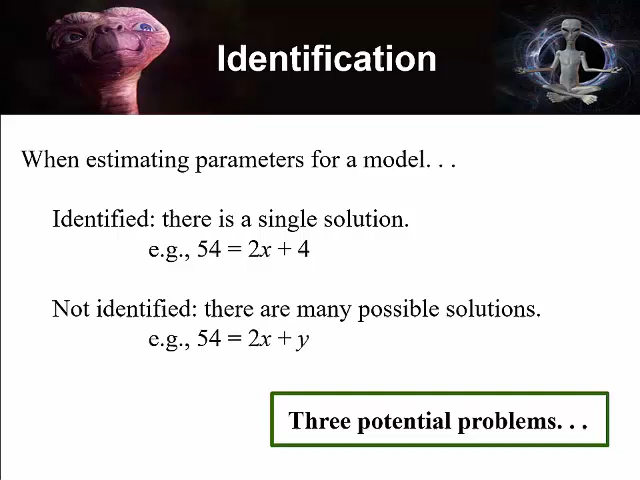 Identification
When estimating parameters for a model. . .
Identified: there is a single solution.
e.g., 54 = 2x + 4
Not identified: there are many possible solutions.
e.g., 54 = 2x + y
Three potential problems. . .